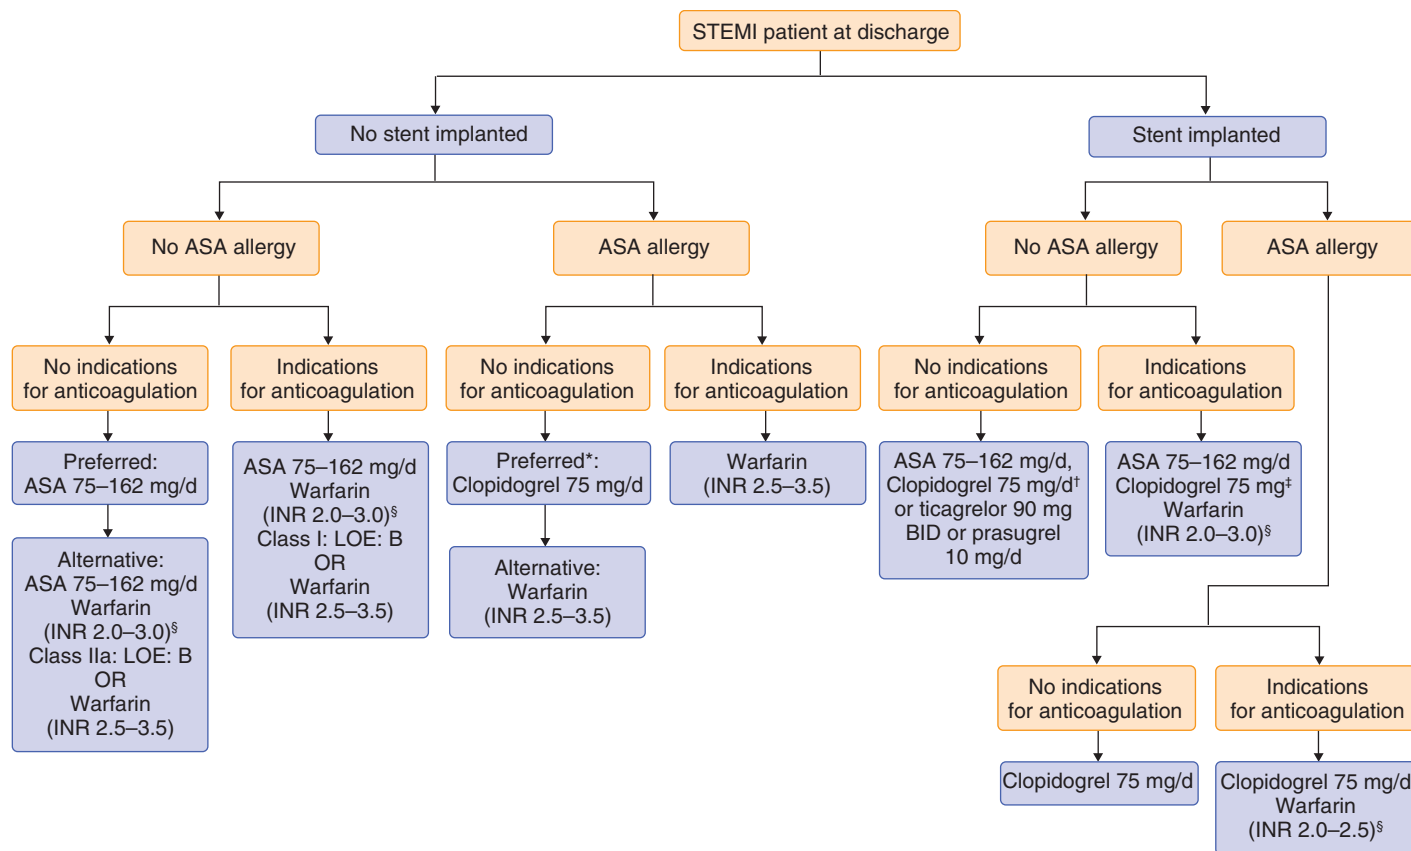 STEMI patient at discharge
No stent implanted
Stent implanted
No ASA allergy
ASA allergy
No ASA allergy
ASA allergy
No indications
for anticoagulation
Indications
for anticoagulation
No indications
for anticoagulation
Indications
for anticoagulation
No indications
for anticoagulation
Indications
for anticoagulation
Preferred:
ASA 75–162 mg/d
ASA 75–162 mg/d
Warfarin
(INR 2.0–3.0)§
Class I: LOE: B
OR
Warfarin
(INR 2.5–3.5)
Preferred*:
Clopidogrel 75 mg/d
Warfarin
(INR 2.5–3.5)
ASA 75–162 mg/d,
Clopidogrel 75 mg/d†
or ticagrelor 90 mg
BID or prasugrel
10 mg/d
ASA 75–162 mg/d
Clopidogrel 75 mg‡
Warfarin
(INR 2.0–3.0)§
Alternative:
ASA 75–162 mg/d
Warfarin
(INR 2.0–3.0)§
Class IIa: LOE: B
OR
Warfarin
(INR 2.5–3.5)
Alternative:
Warfarin
(INR 2.5–3.5)
No indications
for anticoagulation
Indications
for anticoagulation
Clopidogrel 75 mg/d
Clopidogrel 75 mg/d
Warfarin
(INR 2.0–2.5)§